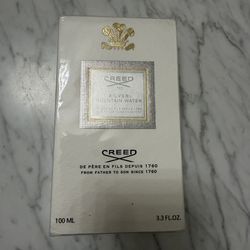 CREED
SILVER
MOUNTAIN WATER
CREED
DE PÈRE EN FILS DEPUIS 1760
FROM FATHER TO SON SINCE 1760
100 ML
3.3 FL.OZ.